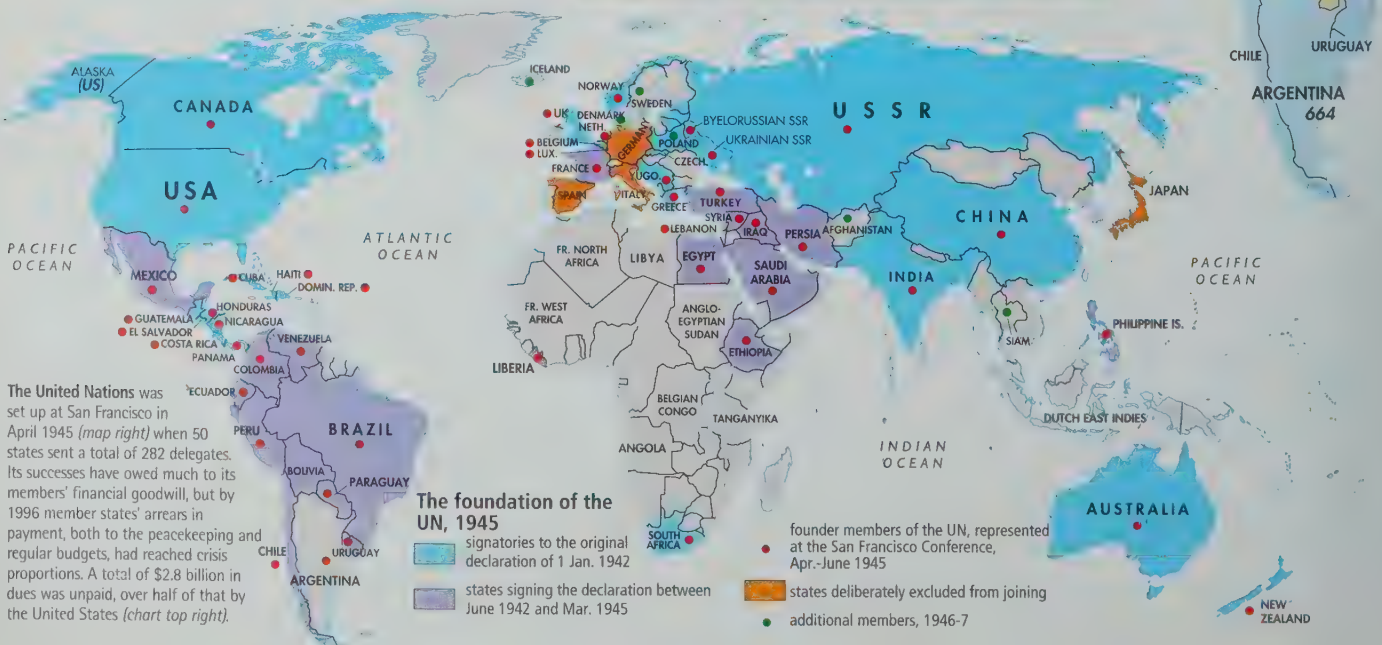 CHILE
URUGUAY
ARGENTINA
664
ALASKA
(US)
CANADA
USA
PACIFIC
OCEAN
ATLANTIC
OCEAN
MEXICO
CUBA
HAITI
DOMIN. REP.
HONDURAS
GUATEMALA
NICARAGUA
EL SALVADOR
COSTA RICA
PANAMA
VENEZUELA
COLOMBIA
ECUADOR
PERU
BRAZIL
BOLIVIA
PARAGUAY
CHILE
URUGUAY
ARGENTINA
ICELAND
NORWAY
SWEDEN
UK
DENMARK
NETH.
BELGIUM
LUX.
GERMANY
POLAND
BYELORUSSIAN SSR
UKRAINIAN SSR
CZECH.
FRANCE
YUGO.
SPAIN
ITALY
GREECE
TURKEY
USSR
SYRIA
LEBANON
IRAQ
PERSIA
AFGHANISTAN
CHINA
JAPAN
FR. NORTH
AFRICA
LIBYA
EGYPT
SAUDI
ARABIA
INDIA
PACIFIC
OCEAN
FR. WEST
AFRICA
ANGLO-
EGYPTIAN
SUDAN
ETHIOPIA
LIBERIA
SIAM
PHILIPPINE IS.
BELGIAN
CONGO
TANGANYIKA
ANGOLA
INDIAN
OCEAN
DUTCH EAST INDIES
SOUTH
AFRICA
AUSTRALIA
NEW
ZEALAND
The United Nations was
set up at San Francisco in
April 1945 (map right) when 50
states sent a total of 282 delegates.
Its successes have owed much to its
members' financial goodwill, but by
1996 member states' arrears in
payment, both to the peacekeeping and
regular budgets, had reached crisis
proportions. A total of $2.8 billion in
dues was unpaid, over half of that by
the United States (chart top right).
The foundation of the
UN, 1945
signatories to the original
declaration of 1 Jan. 1942
states signing the declaration between
June 1942 and Mar. 1945
founder members of the UN, represented
at the San Francisco Conference,
Apr.-June 1945
states deliberately excluded from joining
additional members, 1946-7